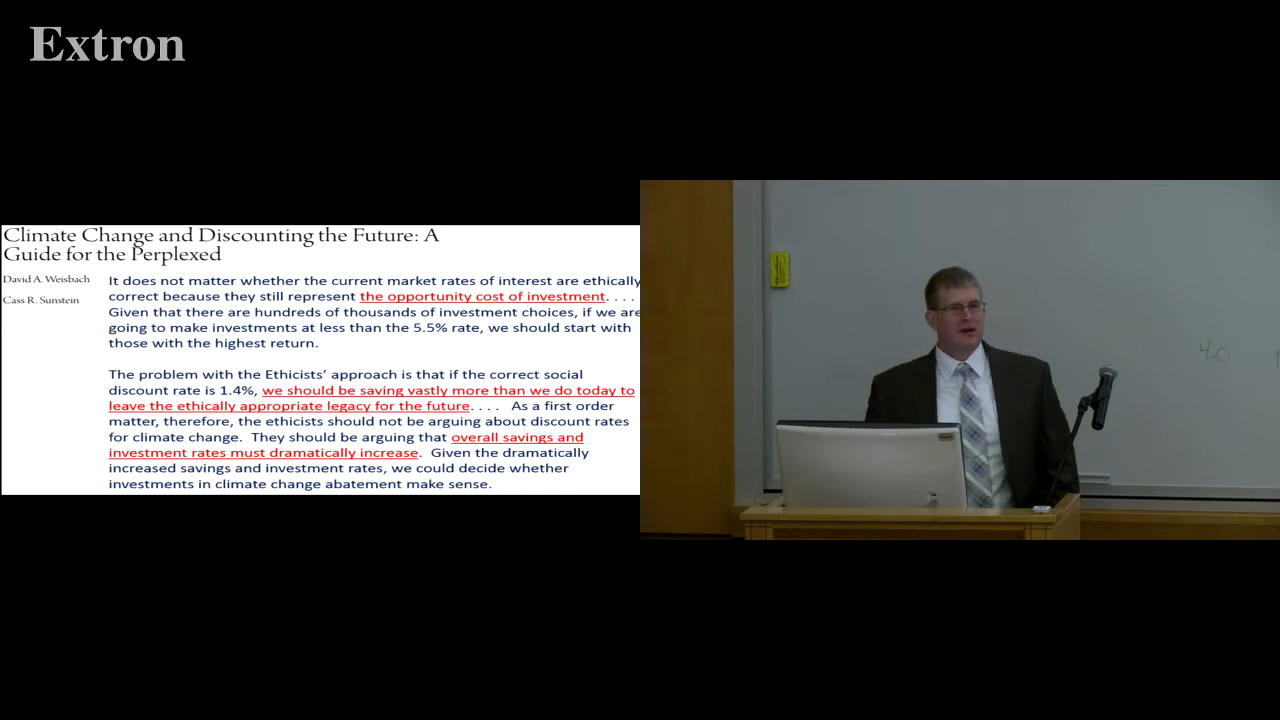 Extron
Climate Change and Discounting the Future: A
Guide for the Perplexed
David A. Weisbach
Cass R. Sunstein
It does not matter whether the current market rates of interest are ethically
correct because they still represent the opportunity cost of investment. . . .
Given that there are hundreds of thousands of investment choices, if we are
going to make investments at less than the 5.5% rate, we should start with
those with the highest return.
The problem with the Ethicists’ approach is that if the correct social
discount rate is 1.4%, we should be saving vastly more than we do today to
leave the ethically appropriate legacy for the future. . . . As a first order
matter, therefore, the ethicists should not be arguing about discount rates
for climate change. They should be arguing that overall savings and
investment rates must dramatically increase. Given the dramatically
increased savings and investment rates, we could decide whether
investments in climate change abatement make sense.
4.0